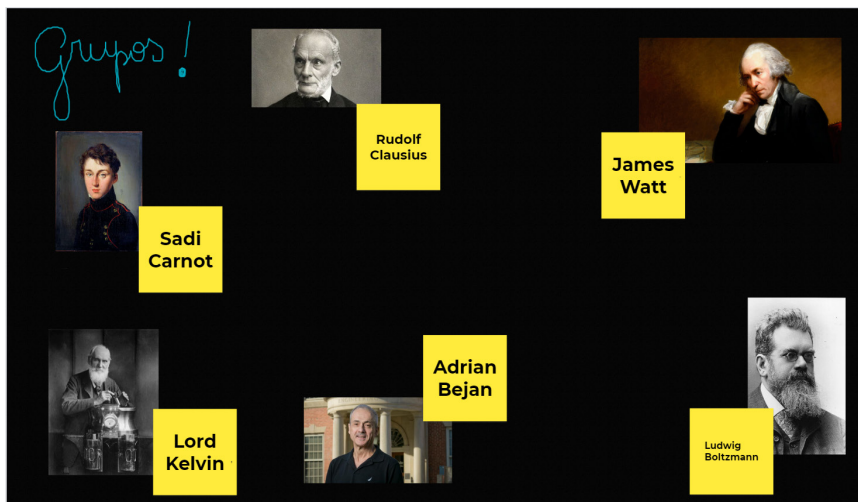 Grupos!
Rudolf
Clausius
James
Watt
Sadi
Carnot
Adrian
Bejan
Lord
Kelvin
Ludwig
Boltzmann